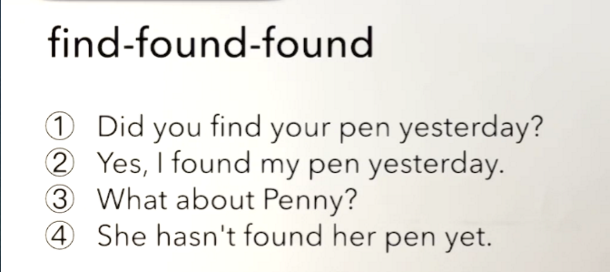 find-found-found
① Did you find your pen yesterday?
② Yes, I found my pen yesterday.
③ What about Penny?
④ She hasn't found her pen yet.